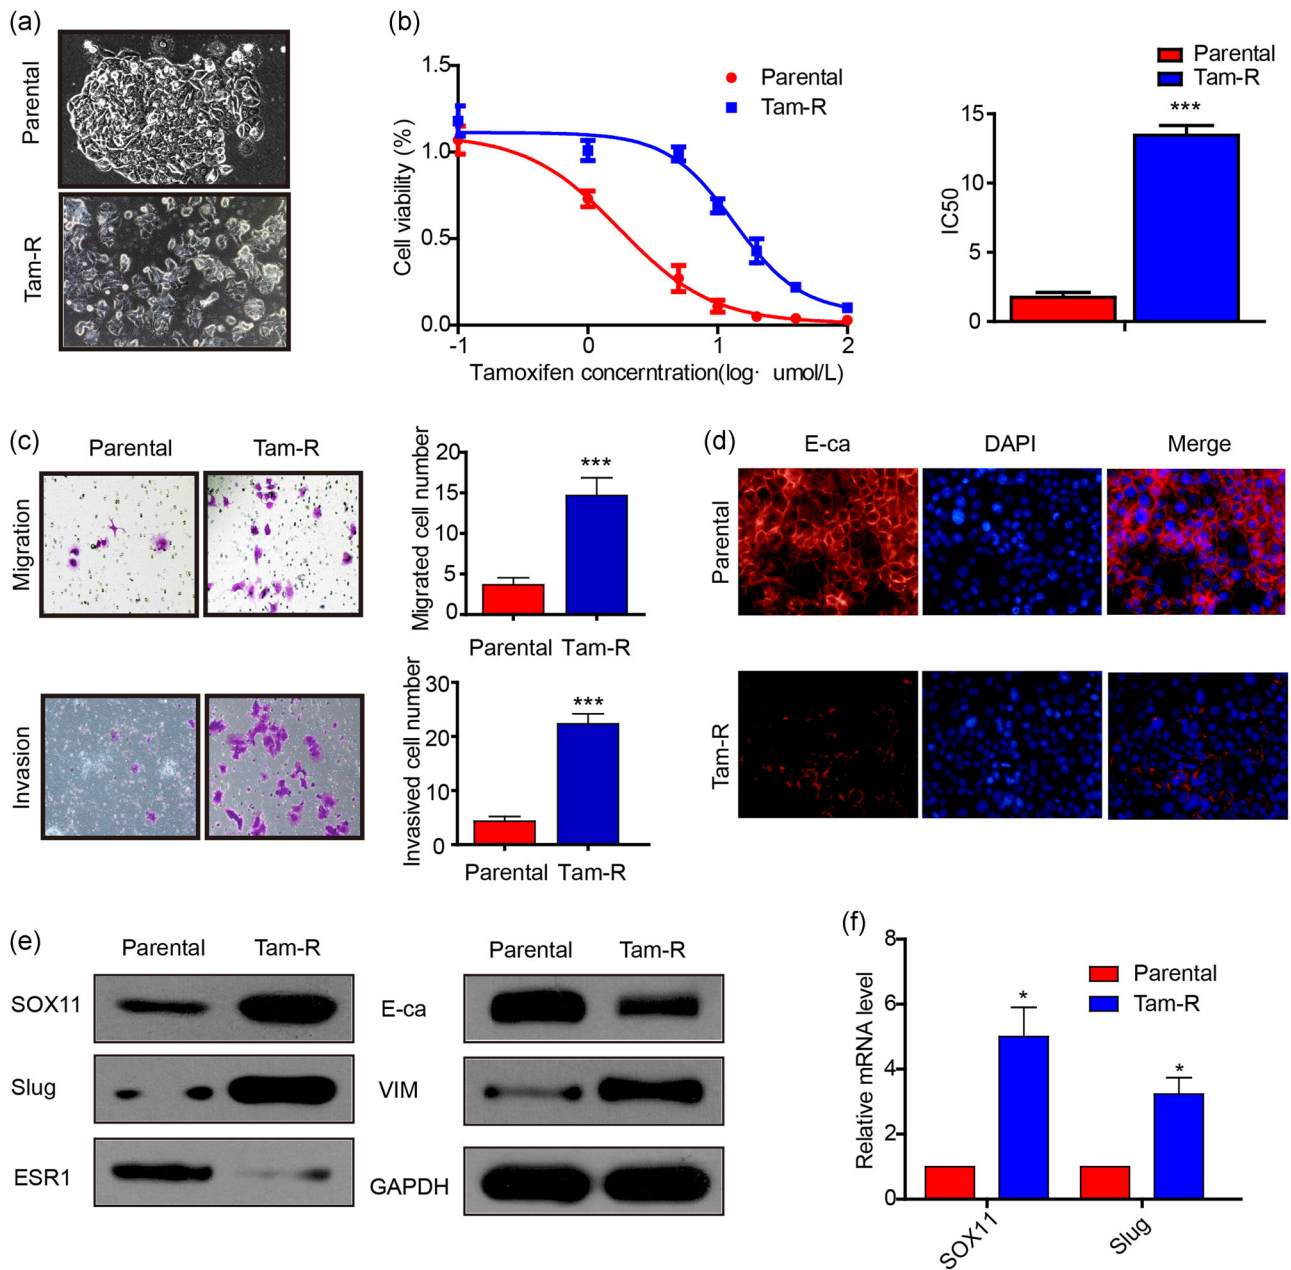 (a)
Parental
Tam-R
(b)
Cell viability (%)
1.5
1.0
0.5
0.0
-1
0
1
2
Tamoxifen concerntration(log· umol/L)
Parental
Tam-R
Parental
Tam-R
IC50
15
10
5
0
***
(c)
Parental
Tam-R
Migration
Invasion
Migrated cell number
20
15
10
5
0
***
Parental
Tam-R
Invasived cell number
30
20
10
0
***
Parental
Tam-R
(d)
E-ca
DAPI
Merge
Parental
Tam-R
(e)
Parental
Tam-R
SOX11
Slug
ESR1
Parental
Tam-R
E-ca
VIM
GAPDH
(f)
Relative mRNA level
8
6
4
2
0
*
*
Parental
Tam-R
SOX11
Slug